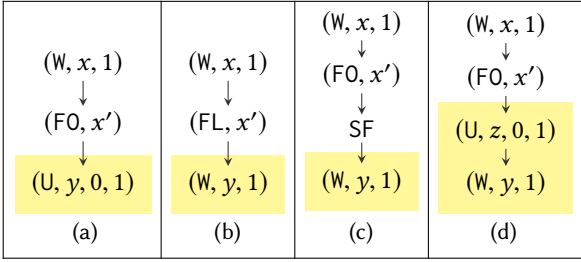 (W, x, 1)
(FO, x′)
(U, y, 0, 1)
(a)
(W, x, 1)
(FL, x′)
(W, y, 1)
(b)
(W, x, 1)
(FO, x′)
SF
(W, y, 1)
(c)
(W, x, 1)
(FO, x′)
(U, z, 0, 1)
(W, y, 1)
(d)